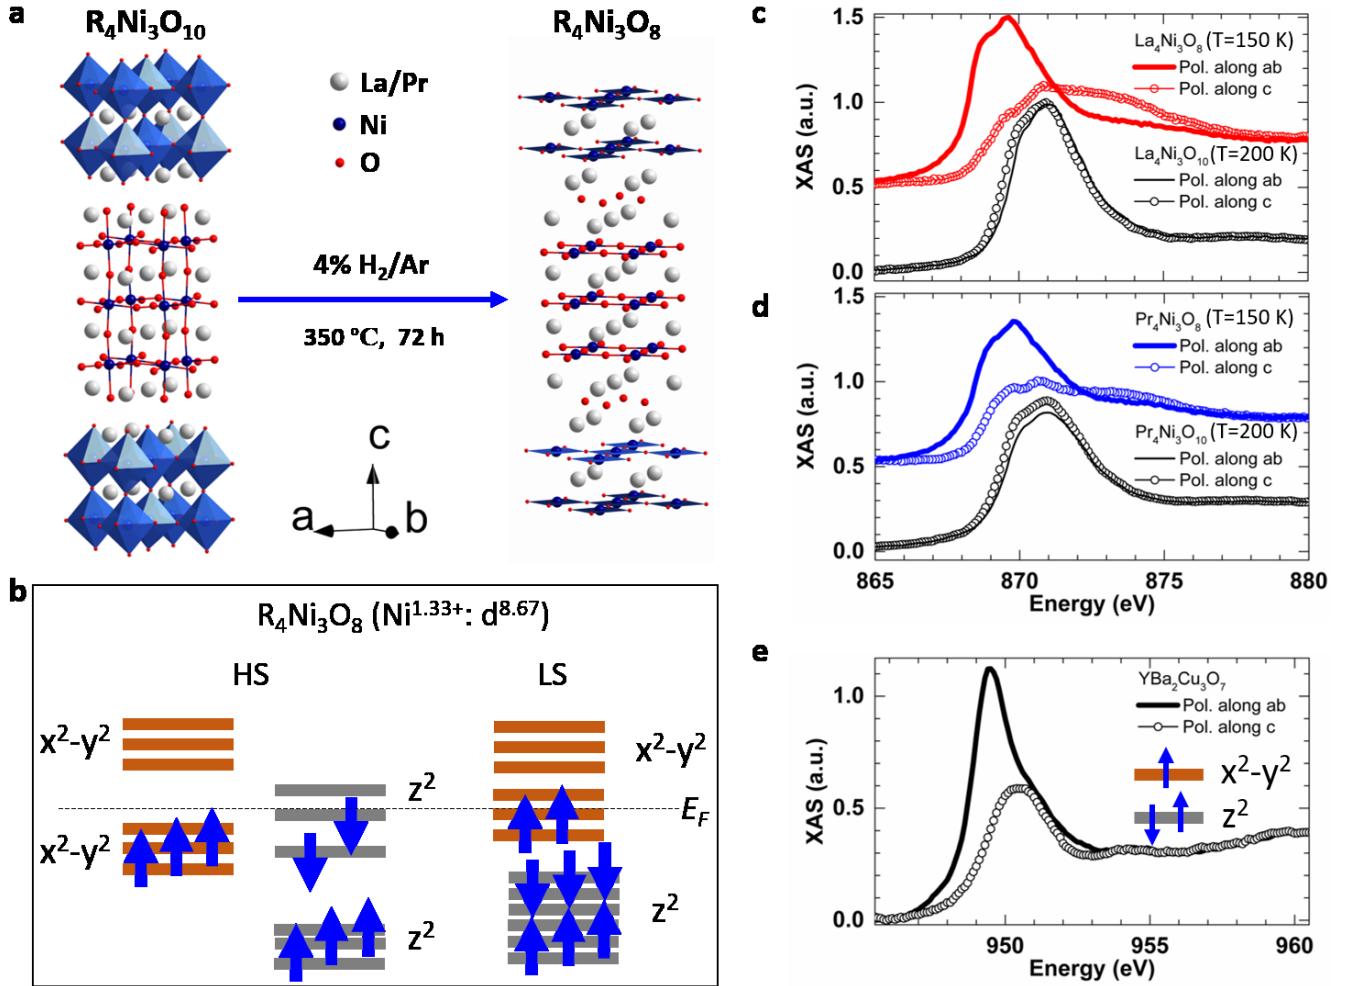 a
R₄Ni₃O₁₀
R₄Ni₃O₈
La/Pr
Ni
O
4% H₂/Ar
350 °C, 72 h
c
a
b
b
R₄Ni₃O₈ (Ni¹·³³⁺: d⁸·⁶⁷)
HS
LS
x²-y²
z²
x²-y²
E_F
x²-y²
z²
z²
c
1.5
1.0
0.5
0.0
XAS (a.u.)
La₄Ni₃O₈ (T=150 K)
Pol. along ab
Pol. along c
La₄Ni₃O₁₀ (T=200 K)
Pol. along ab
Pol. along c
d
1.5
1.0
0.5
0.0
XAS (a.u.)
Pr₄Ni₃O₈ (T=150 K)
Pol. along ab
Pol. along c
Pr₄Ni₃O₁₀ (T=200 K)
Pol. along ab
Pol. along c
865 870 875 880
Energy (eV)
e
1.0
0.5
0.0
XAS (a.u.)
YBa₂Cu₃O₇
Pol. along ab
Pol. along c
x²-y²
z²
950 955 960
Energy (eV)